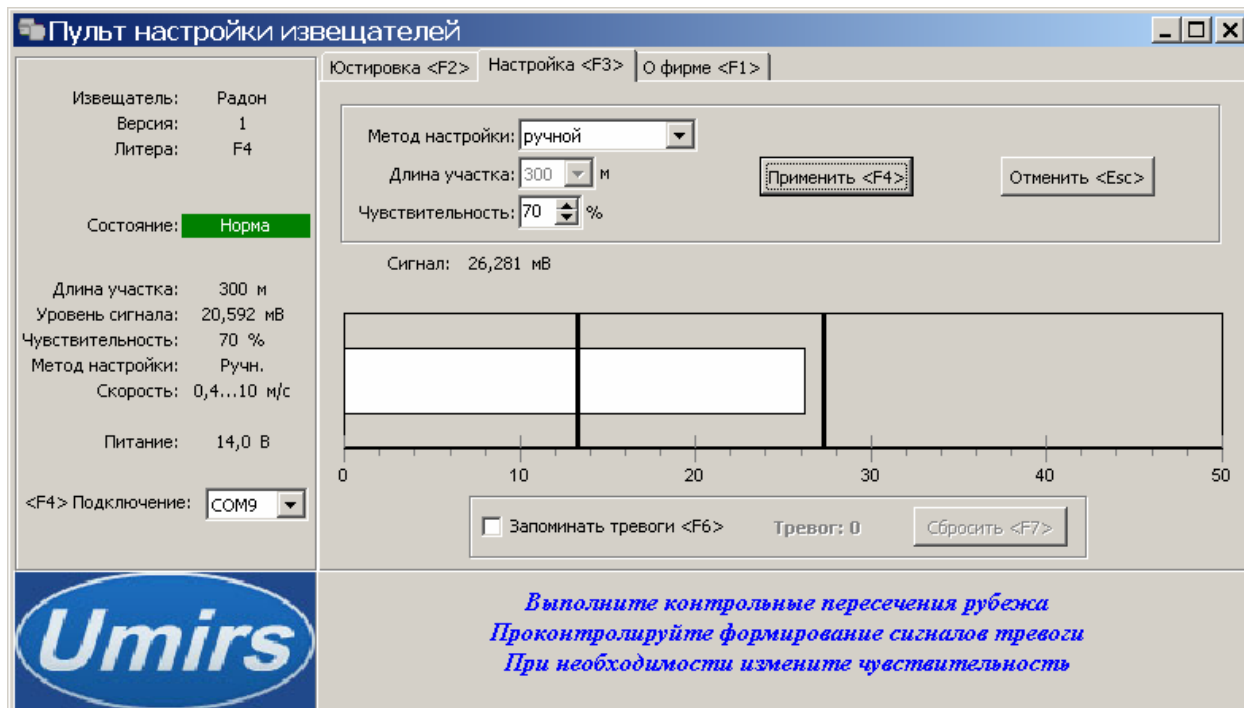 Пульт настройки извещателей
Юстировка <F2>
Настройка <F3>
О фирме <F1>
Извещатель: Радон
Версия: 1
Литера: F4
Состояние: Норма
Длина участка: 300 м
Уровень сигнала: 20,592 мВ
Чувствительность: 70 %
Метод настройки: Ручн.
Скорость: 0,4...10 м/с
Питание: 14,0 В
<F4> Подключение: COM9
Метод настройки: ручной
Длина участка: 300 м
Чувствительность: 70 %
Применить <F4>
Отменить <Esc>
Сигнал: 26,281 мВ
0 10 20 30 40 50
Запоминать тревоги <F6>
Тревог: 0
Сбросить <F7>
Umirs
Выполните контрольные пересечения рубежа
Проконтролируйте формирование сигналов тревоги
При необходимости измените чувствительность